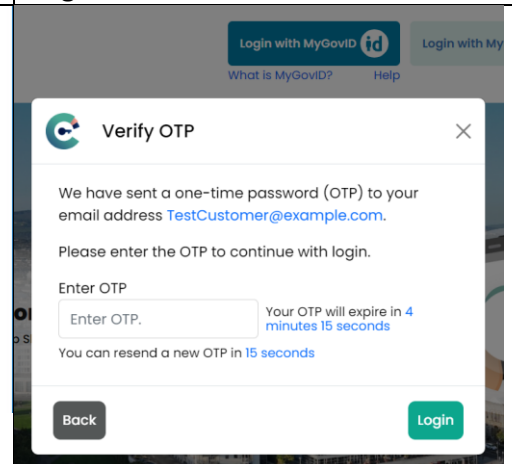 Login with MyGovID id
Login with My
What is MyGovID?
Help
Verify OTP
We have sent a one-time password (OTP) to your
email address TestCustomer@example.com.
Please enter the OTP to continue with login.
Enter OTP
Enter OTP.
Your OTP will expire in 4
minutes 15 seconds
You can resend a new OTP in 15 seconds
Back
Login